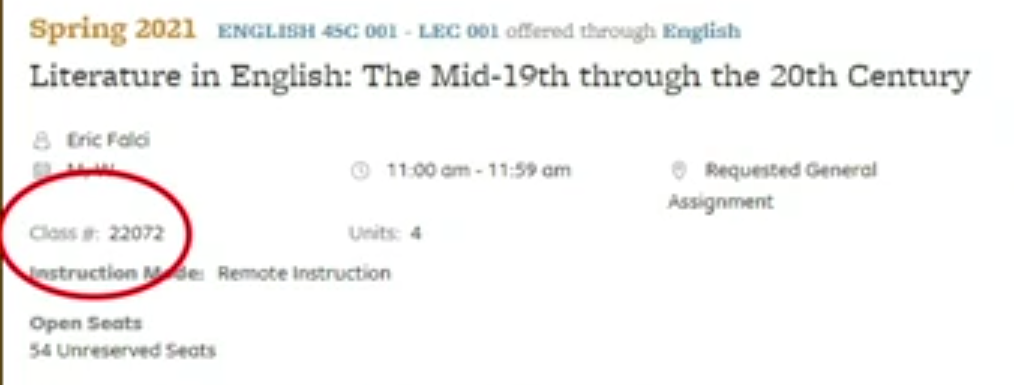 Spring 2021 ENGLISH 45C 001 - LEC 001 offered through English
Literature in English: The Mid-19th through the 20th Century
Eric Falci
M, W 11:00 am - 11:59 am Requested General
Assignment
Class #: 22072 Units: 4
Instruction Mode: Remote Instruction
Open Seats
54 Unreserved Seats